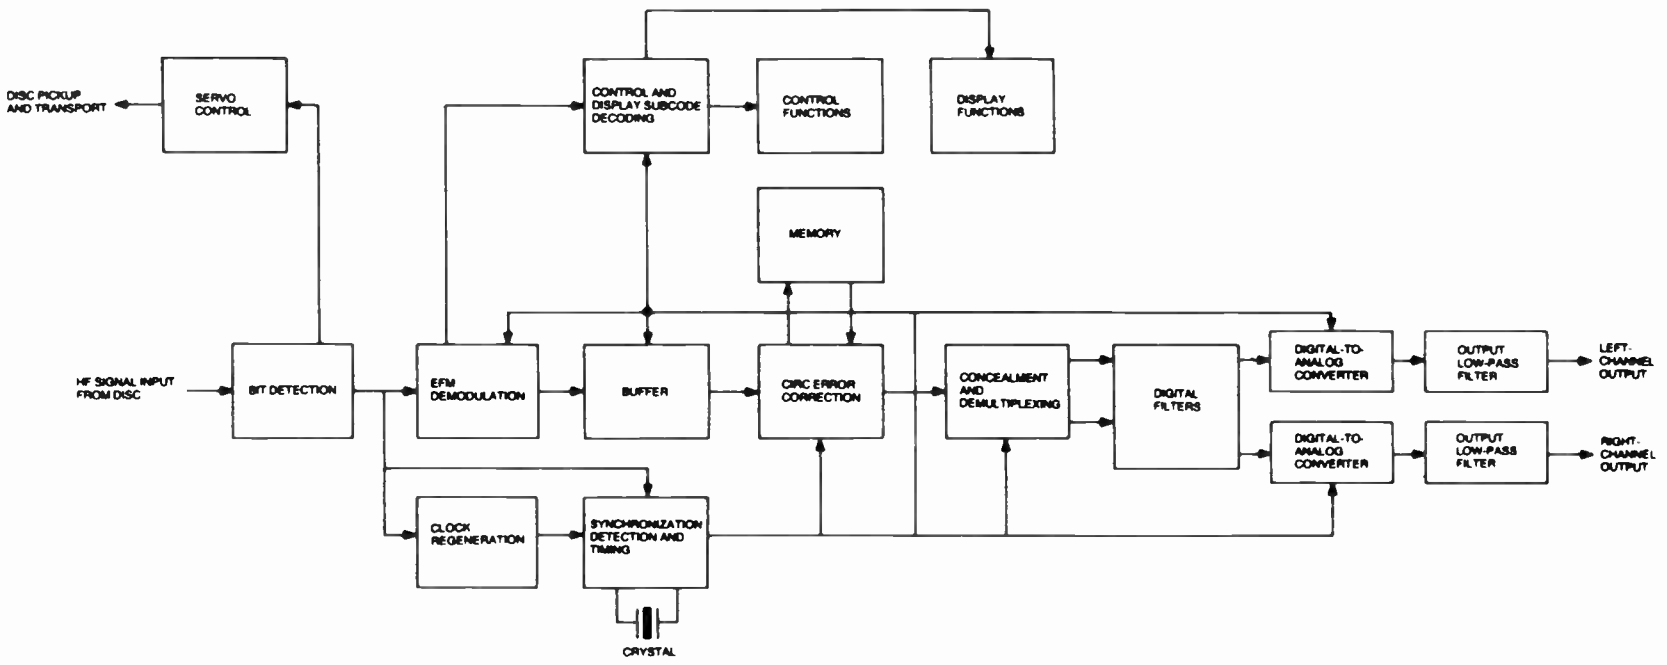 DISC PICKUP
AND TRANSPORT
SERVO
CONTROL
CONTROL AND
DISPLAY SUBCODE
DECODING
CONTROL
FUNCTIONS
DISPLAY
FUNCTIONS
MEMORY
HF SIGNAL INPUT
FROM DISC
BIT DETECTION
EFM
DEMODULATION
BUFFER
CIRC ERROR
CORRECTION
CONCEALMENT
AND
DEMULTIPLEXING
DIGITAL
FILTERS
DIGITAL-TO-
ANALOG
CONVERTER
OUTPUT
LOW-PASS
FILTER
LEFT-
CHANNEL
OUTPUT
DIGITAL-TO-
ANALOG
CONVERTER
OUTPUT
LOW-PASS
FILTER
RIGHT-
CHANNEL
OUTPUT
CLOCK
REGENERATION
SYNCHRONIZATION
DETECTION AND
TIMING
CRYSTAL